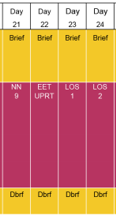 Day Day Day Day
21 22 23 24
Brief Brief Brief Brief
NN EET LOS LOS
9 UPRT 1 2
Dbrf Dbrf Dbrf Dbrf